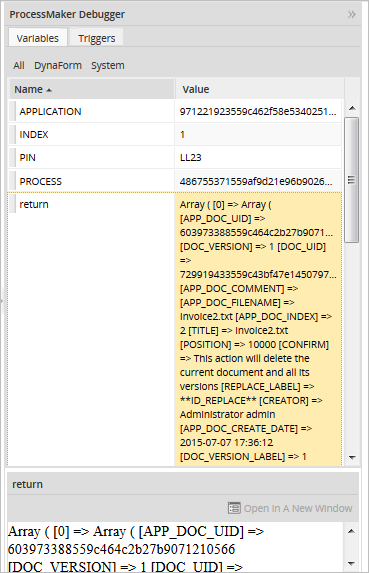 ProcessMaker Debugger
Variables Triggers
All DynaForm System
Name Value
APPLICATION 971221923559c462f58e5340251...
INDEX 1
PIN LL23
PROCESS 486755371559af9d21e96b9026...
return Array ( [0] => Array (
[APP_DOC_UID] =>
603973388559c464c2b27b9071...
[DOC_VERSION] => 1 [DOC_UID]
=>
729919433559c43bf47e1450797...
[APP_DOC_COMMENT] =>
[APP_DOC_FILENAME] =>
invoice2.txt [APP_DOC_INDEX] =>
2 [TITLE] => invoice2.txt
[POSITION] => 10000 [CONFIRM]
=> This action will delete the
current document and all its
versions [REPLACE_LABEL] =>
**ID_REPLACE** [CREATOR] =>
Administrator admin
[APP_DOC_CREATE_DATE] =>
2015-07-07 17:36:12
[DOC_VERSION_LABEL] => 1
return
Open In A New Window
Array ( [0] => Array ( [APP_DOC_UID] =>
603973388559c464c2b27b9071210566
[DOC_VERSION] => 1 [DOC_UID] =>